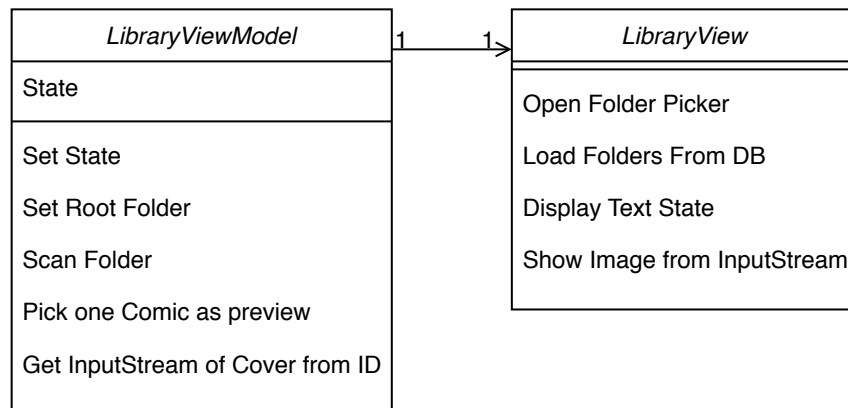 LibraryViewModel
State
Set State
Set Root Folder
Scan Folder
Pick one Comic as preview
Get InputStream of Cover from ID
1 1
LibraryView
Open Folder Picker
Load Folders From DB
Display Text State
Show Image from InputStream